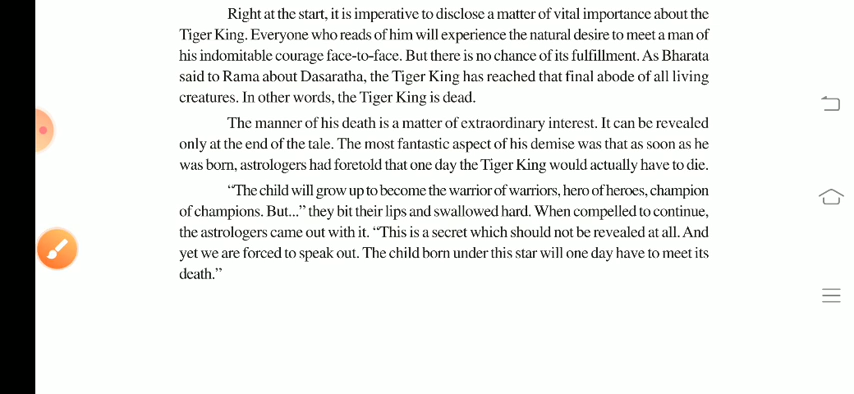 Right at the start, it is imperative to disclose a matter of vital importance about the
Tiger King. Everyone who reads of him will experience the natural desire to meet a man of
his indomitable courage face-to-face. But there is no chance of its fulfillment. As Bharata
said to Rama about Dasaratha, the Tiger King has reached that final abode of all living
creatures. In other words, the Tiger King is dead.
The manner of his death is a matter of extraordinary interest. It can be revealed
only at the end of the tale. The most fantastic aspect of his demise was that as soon as he
was born, astrologers had foretold that one day the Tiger King would actually have to die.
“The child will grow up to become the warrior of warriors, hero of heroes, champion
of champions. But...” they bit their lips and swallowed hard. When compelled to continue,
the astrologers came out with it. “This is a secret which should not be revealed at all. And
yet we are forced to speak out. The child born under this star will one day have to meet its
death.”